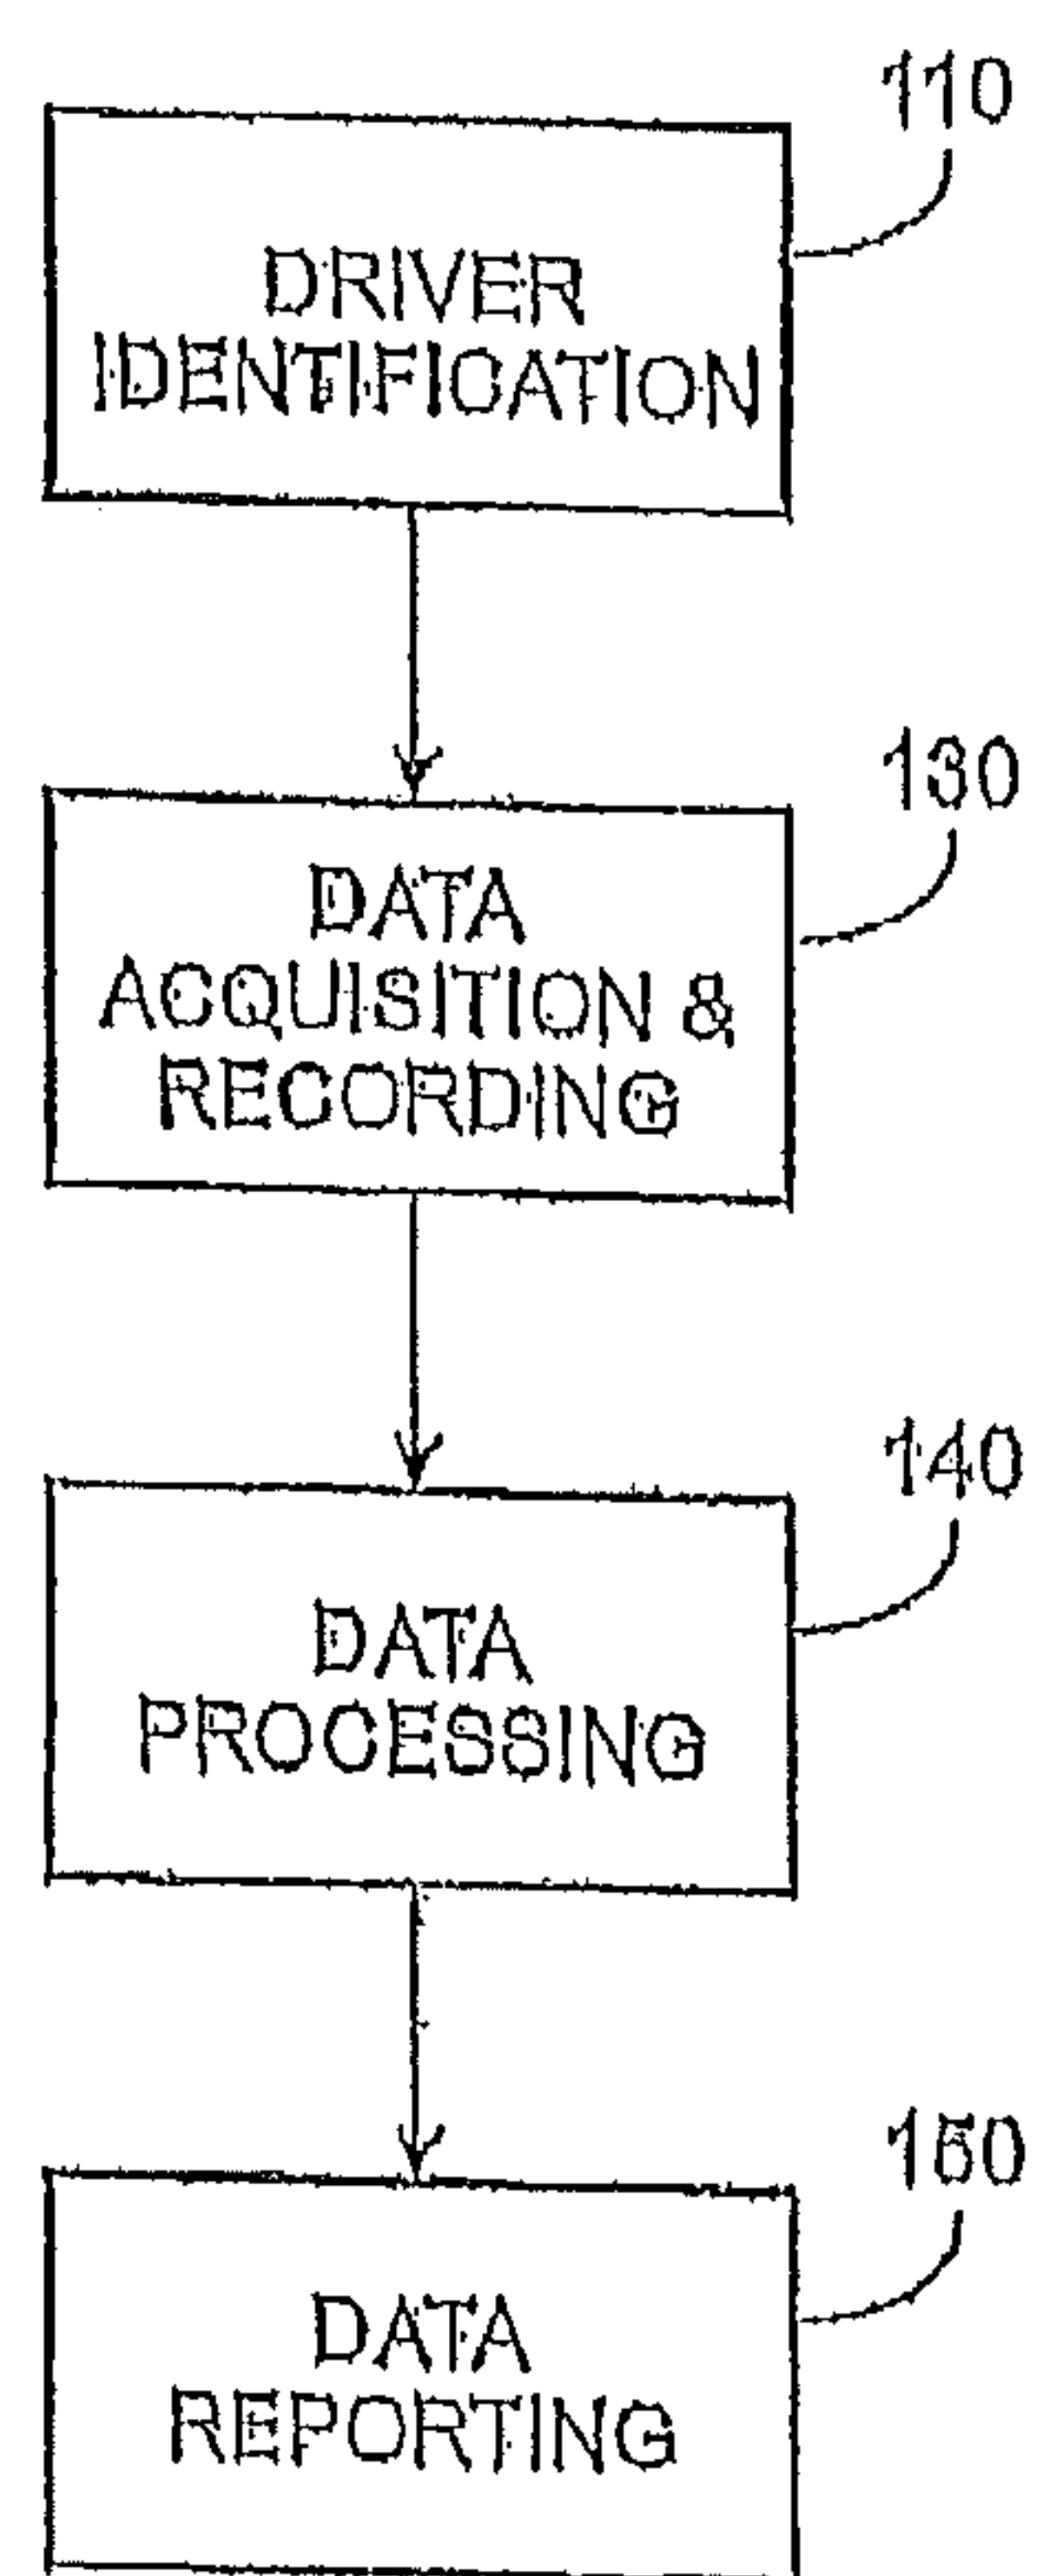 110
DRIVER
IDENTIFICATION
130
DATA
ACQUISITION &
RECORDING
140
DATA
PROCESSING
150
DATA
REPORTING